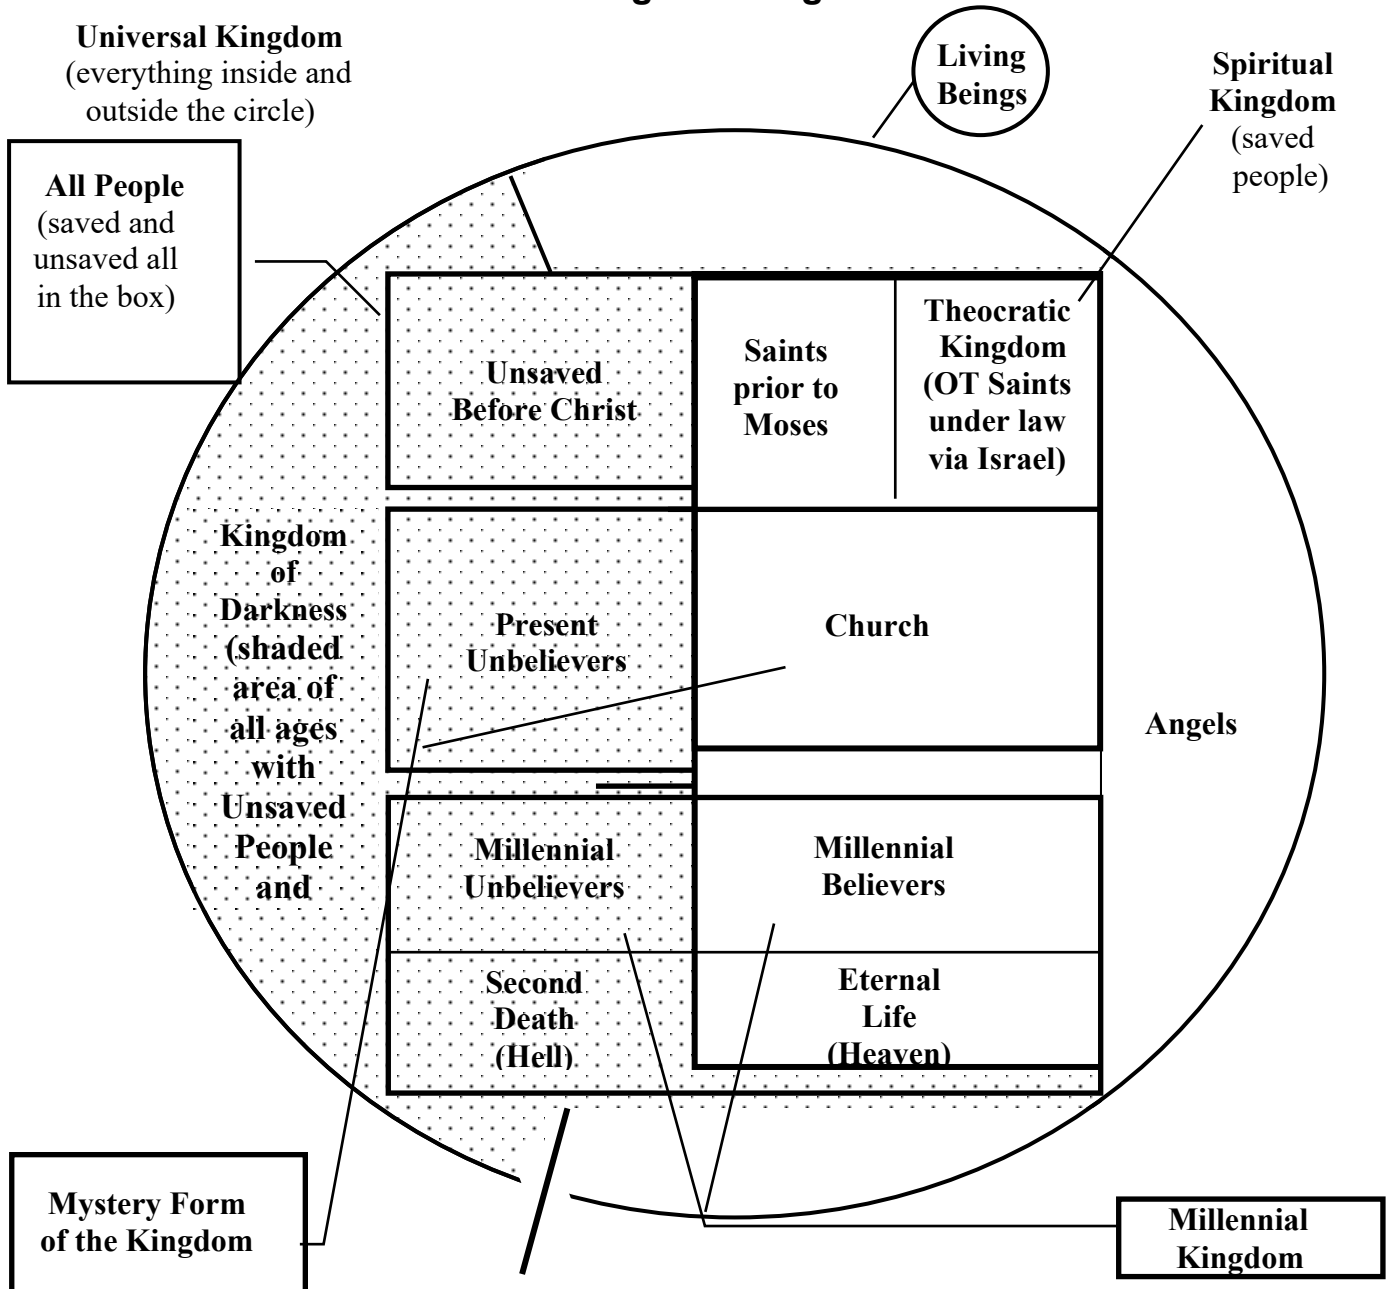 Universal Kingdom
(everything inside and
outside the circle)
Living
Beings
Spiritual
Kingdom
(saved
people)
All People
(saved and
unsaved all
in the box)
Unsaved
Before Christ
Saints
prior to
Moses
Theocratic
Kingdom
(OT Saints
under law
via Israel)
Kingdom
of
Darkness
(shaded
area of
all ages
with
Unsaved
People
and
Present
Unbelievers
Church
Angels
Millennial
Unbelievers
Millennial
Believers
Second
Death
(Hell)
Eternal
Life
(Heaven)
Mystery Form
of the Kingdom
Millennial
Kingdom